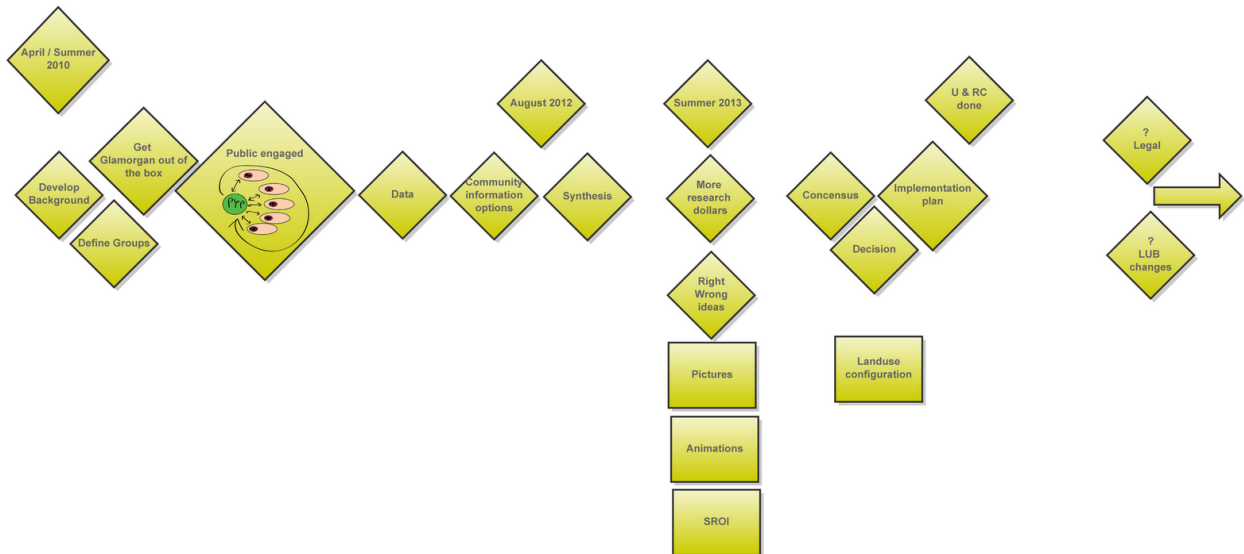 April / Summer
2010
Get
Glamorgan out of
the box
Develop
Background
Define Groups
Public engaged
Data
August 2012
Community
information
options
Synthesis
Summer 2013
More
research
dollars
Right
Wrong
ideas
Pictures
Animations
SROI
Concensus
Decision
Implementation
plan
U & RC
done
Landuse
configuration
?
Legal
?
LUB
changes